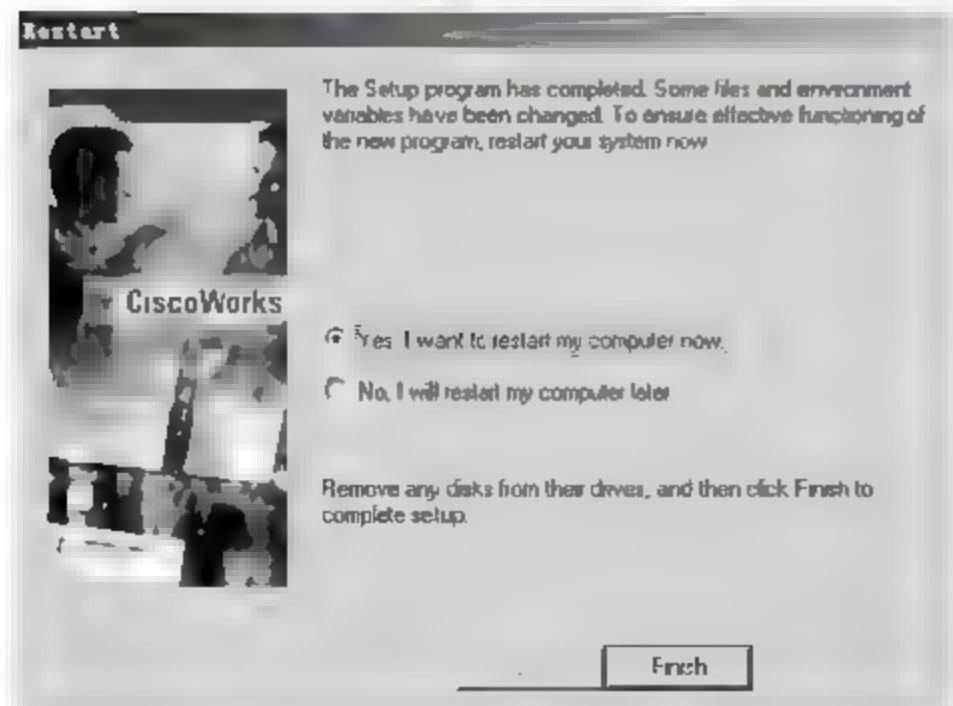 Restart
The Setup program has completed. Some files and environment
variables have been changed. To ensure effective functioning of
the new program, restart your system now
CiscoWorks
Yes. I want to restart my computer now.
No, I will restart my computer later
Remove any disks from their drives, and then click Finish to
complete setup.
Finish